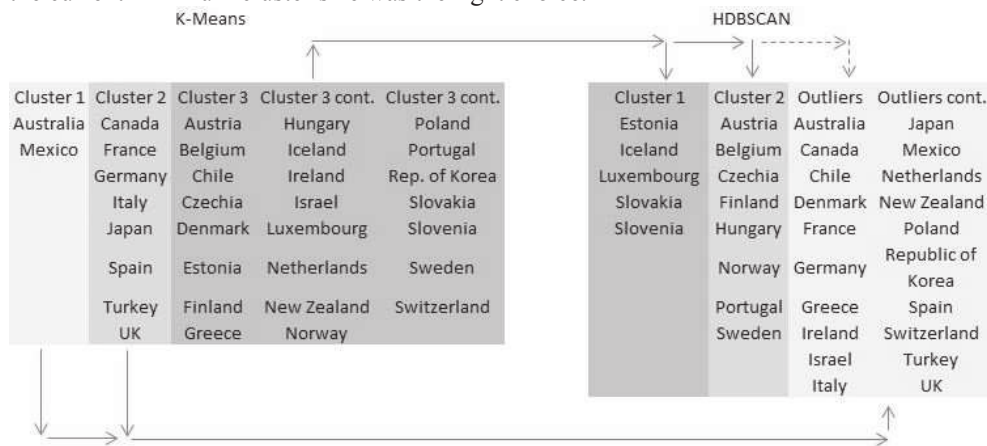 K-Means HDBSCAN
Cluster 1 Cluster 2 Cluster 3 Cluster 3 cont. Cluster 3 cont. Cluster 1 Cluster 2 Outliers Outliers cont.
Australia Canada Austria Hungary Poland Estonia Austria Australia Japan
Mexico France Belgium Iceland Portugal Iceland Belgium Canada Mexico
Germany Chile Ireland Rep. of Korea Luxembourg Czechia Chile Netherlands
Italy Czechia Israel Slovakia Slovakia Finland Denmark New Zealand
Japan Denmark Luxembourg Slovenia Slovenia Hungary France Poland
Spain Estonia Netherlands Sweden Norway Germany Republic of
Korea
Turkey Finland New Zealand Switzerland Portugal Greece Spain
UK Greece Norway Sweden Ireland Switzerland
Israel Turkey
Italy UK